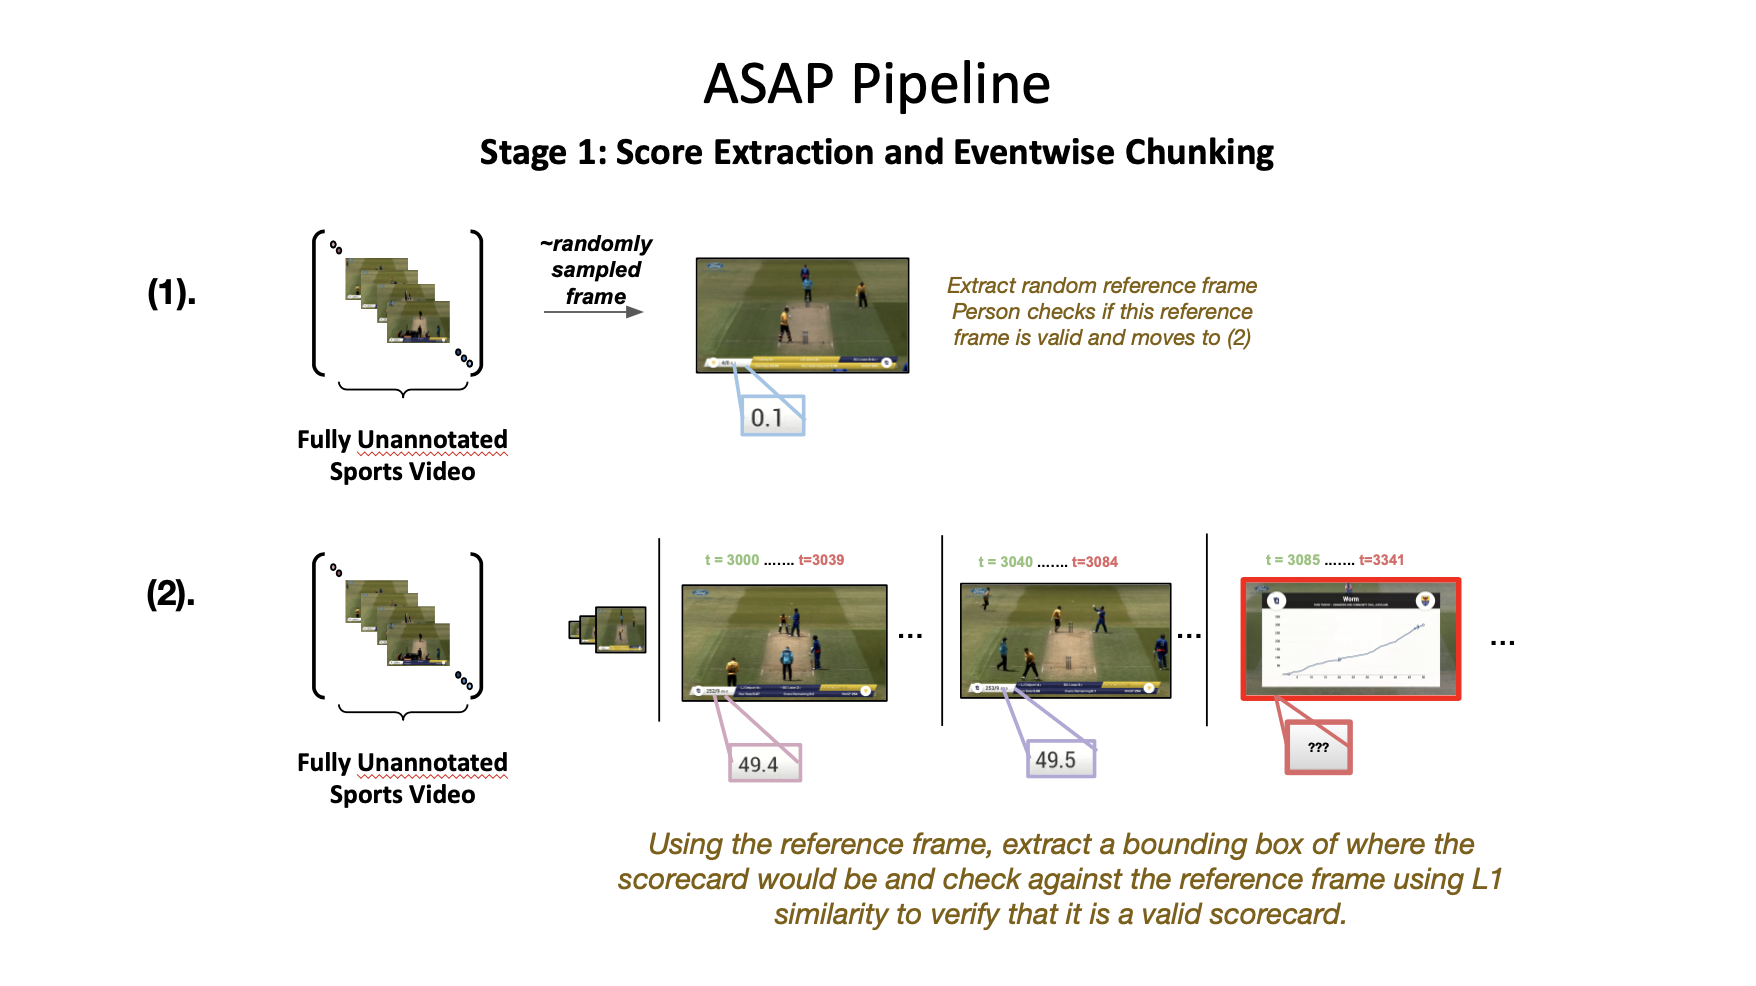 ASAP Pipeline
Stage 1: Score Extraction and Eventwise Chunking
(1).
~randomly
sampled
frame
Extract random reference frame
Person checks if this reference
frame is valid and moves to (2)
0.1
Fully Unannotated
Sports Video
(2).
t = 3000 ....... t=3039
t = 3040 ....... t=3084
t = 3085 ....... t=3341
Worm
252/9
253/9
...
...
...
49.4
49.5
???
Fully Unannotated
Sports Video
Using the reference frame, extract a bounding box of where the
scorecard would be and check against the reference frame using L1
similarity to verify that it is a valid scorecard.